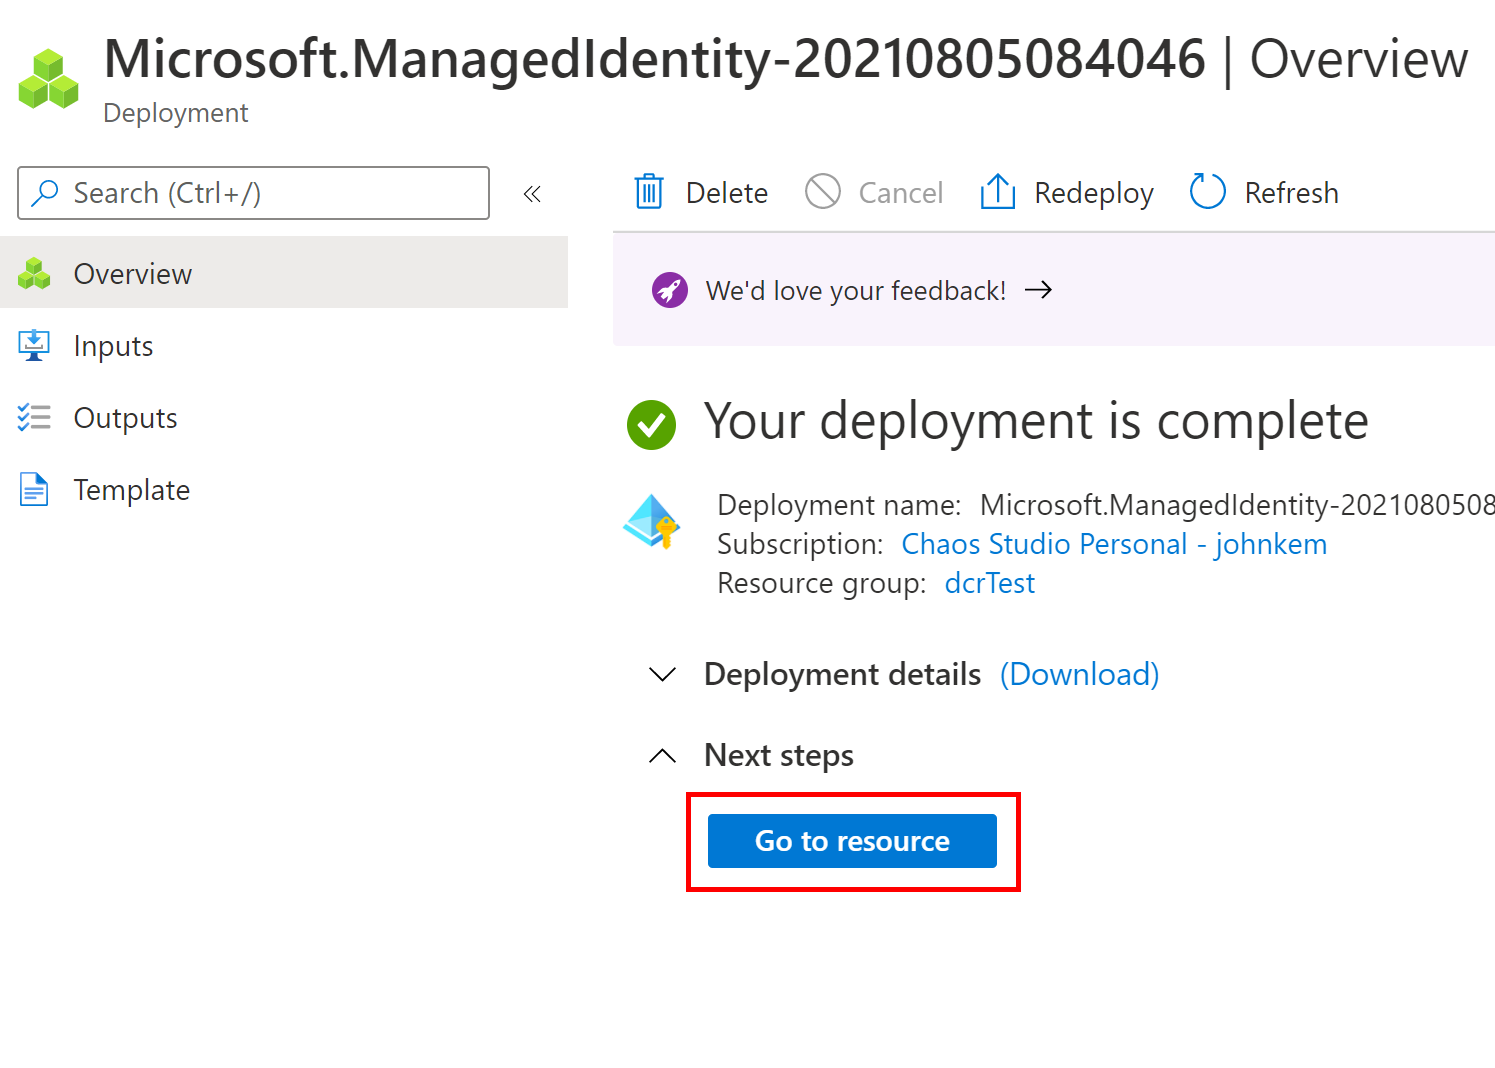 Microsoft.ManagedIdentity-20210805084046 | Overview
Deployment
Search (Ctrl+/)
«
Delete
Cancel
Redeploy
Refresh
Overview
Inputs
Outputs
Template
We'd love your feedback! →
Your deployment is complete
Deployment name: Microsoft.ManagedIdentity-2021080508
Subscription: Chaos Studio Personal - johnkem
Resource group: dcrTest
Deployment details (Download)
Next steps
Go to resource